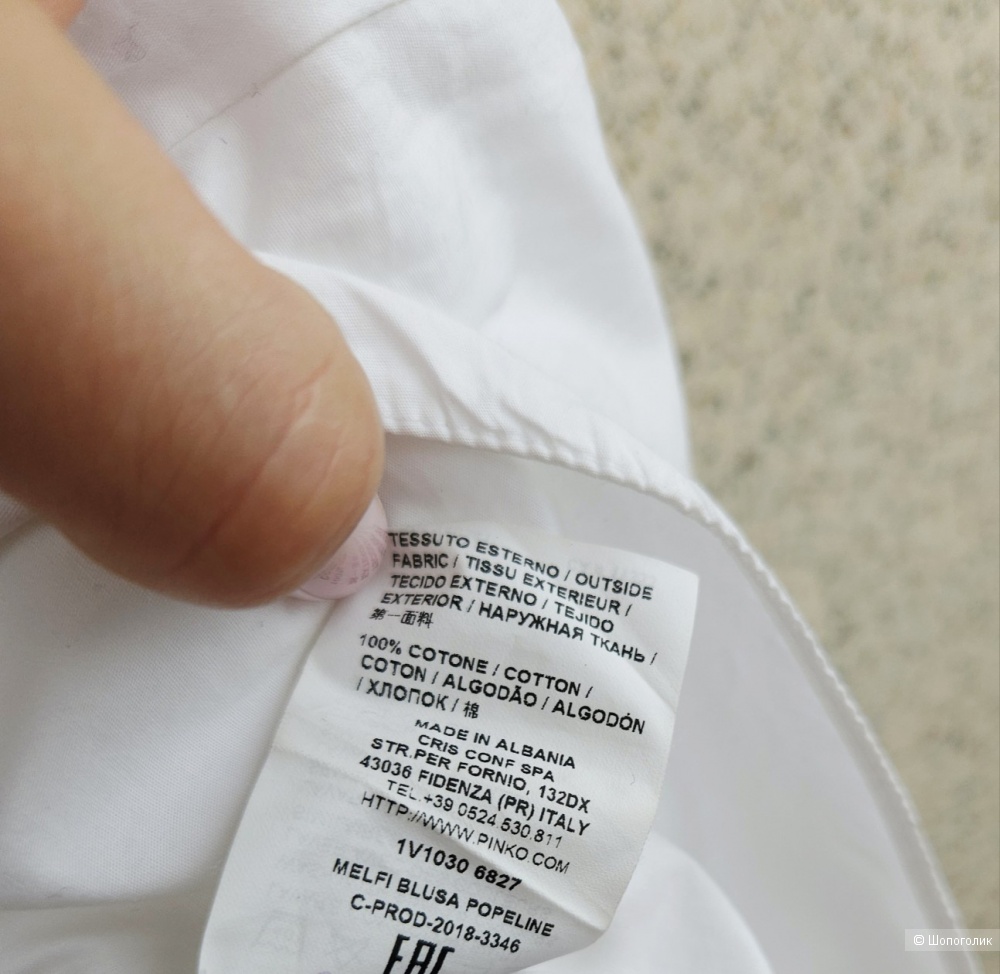 TESSUTO ESTERNO / OUTSIDE
FABRIC / TISSU EXTERIEUR /
TECIDO EXTERNO / TEJIDO
EXTERIOR / НАРУЖНАЯ ТКАНЬ /
第一面料
100% COTONE / COTTON /
COTON / ALGODÃO / ALGODÓN
/ ХЛОПОК / 棉
MADE IN ALBANIA
CRIS CONF SPA
STR.PER FORNIO, 132DX
43036 FIDENZA (PR) ITALY
TEL.+39 0524.530.811
HTTP://WWW.PINKO.COM
1V1030 6827
MELFI BLUSA POPELINE
C-PROD-2018-3346
EAC
© Шопоголик